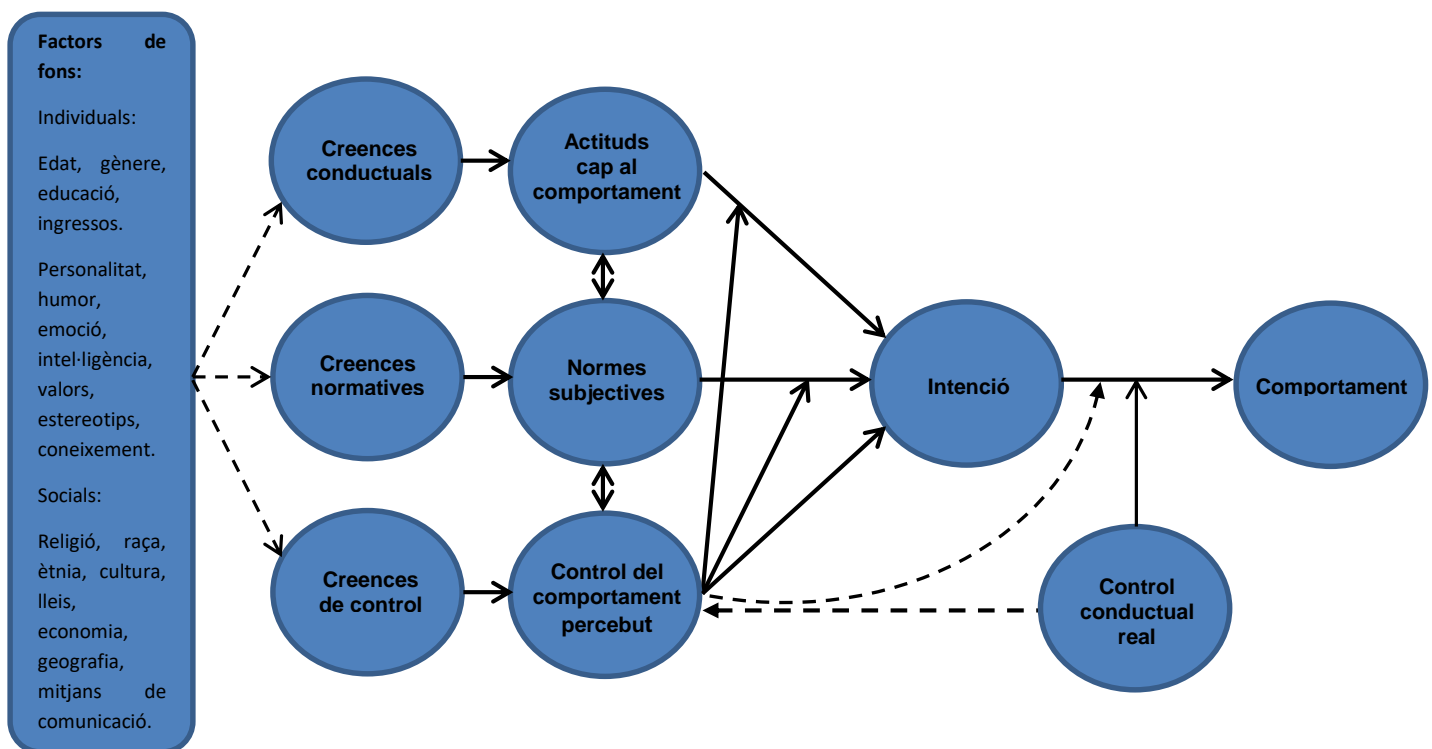 Factors de
fons:
Individuals:
Edat, gènere,
educació,
ingressos.
Personalitat,
humor,
emoció,
intel·ligència,
valors,
estereotips,
coneixement.
Socials:
Religió, raça,
ètnia, cultura,
lleis,
economia,
geografia,
mitjans de
comunicació.
Creences
conductuals
Actituds
cap al
comportament
Creences
normatives
Normes
subjectives
Intenció
Comportament
Creences
de control
Control del
comportament
percebut
Control
conductual
real